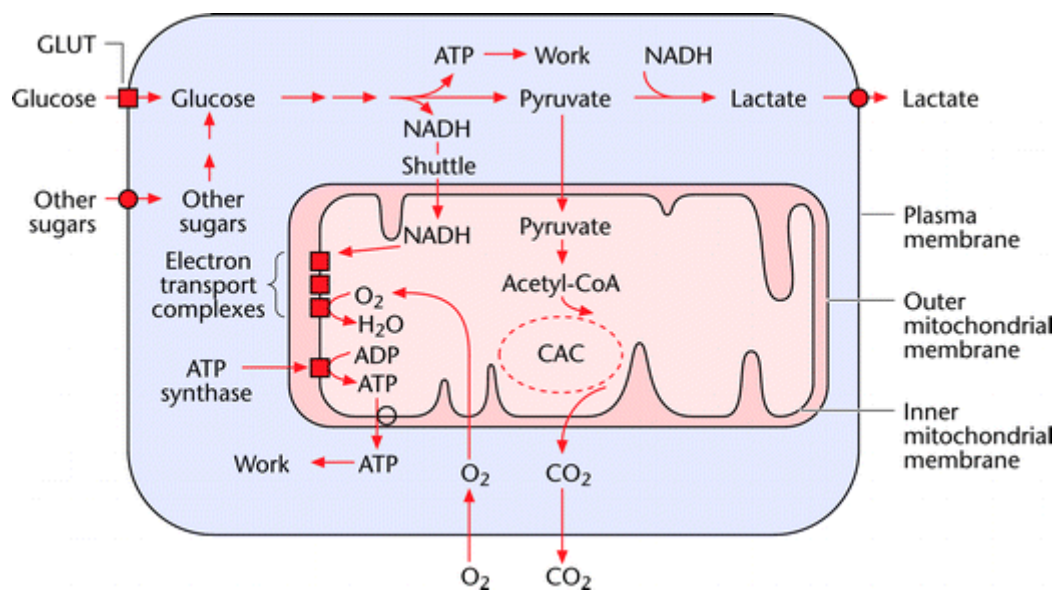 GLUT
ATP
Work
NADH
Glucose
Glucose
Pyruvate
Lactate
Lactate
NADH
Shuttle
Other
sugars
Other
sugars
NADH
Pyruvate
Plasma
membrane
Electron
transport
complexes
Acetyl-CoA
O₂
H₂O
Outer
mitochondrial
membrane
CAC
ADP
ATP
ATP
synthase
Inner
mitochondrial
membrane
Work
ATP
O₂
CO₂
O₂
CO₂